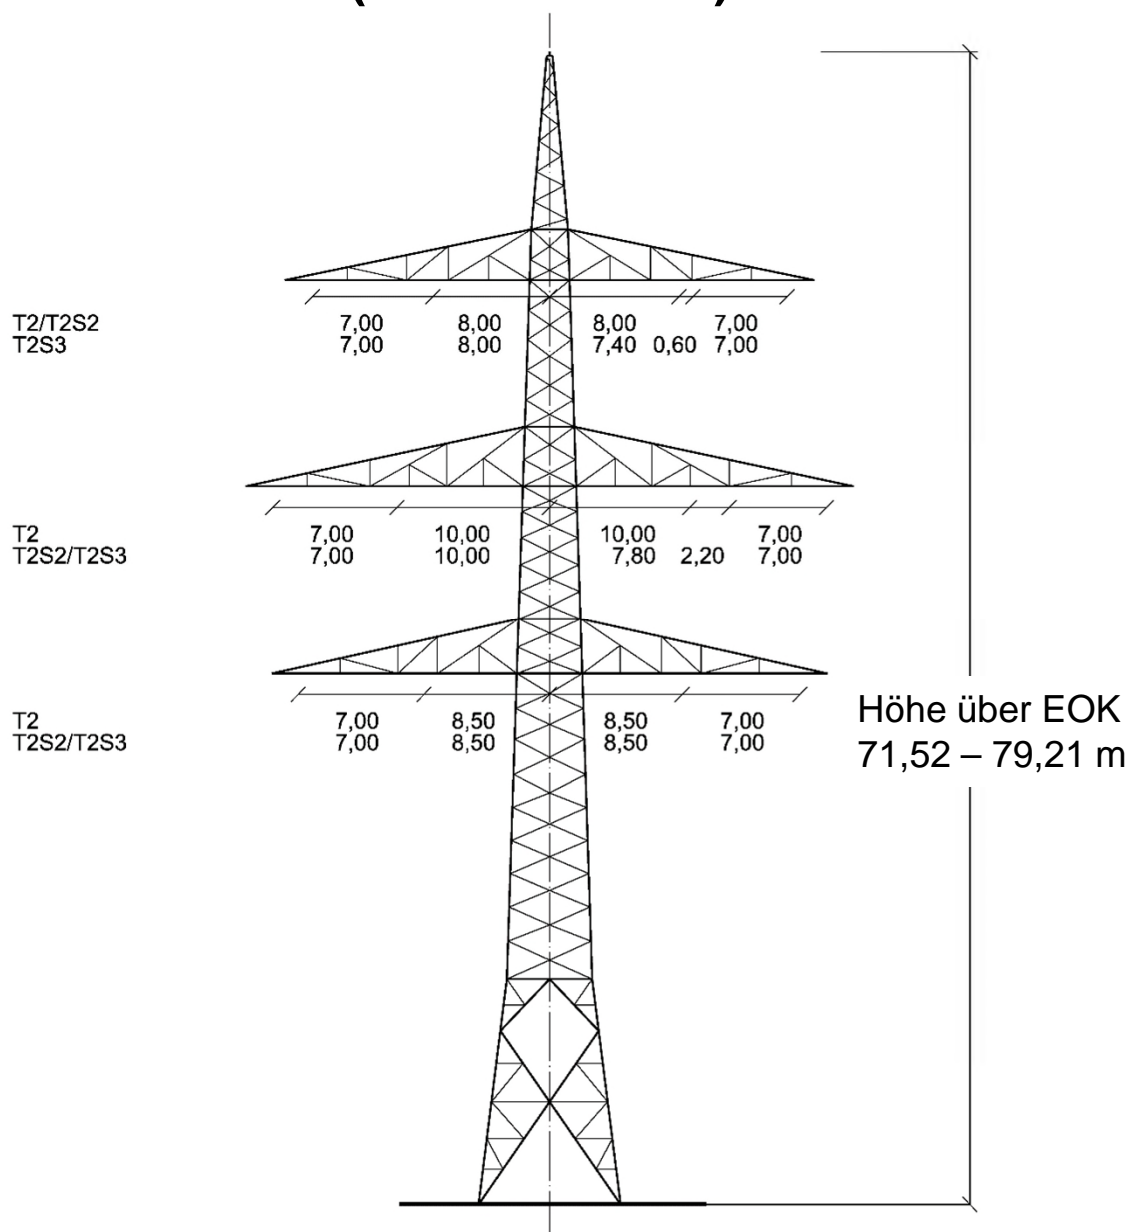 T2/T2S2 7,00 8,00 8,00 7,00
T2S3 7,00 8,00 7,40 0,60 7,00
T2 7,00 10,00 10,00 7,00
T2S2/T2S3 7,00 10,00 7,80 2,20 7,00
T2 7,00 8,50 8,50 7,00
T2S2/T2S3 7,00 8,50 8,50 7,00
Höhe über EOK
71,52 – 79,21 m